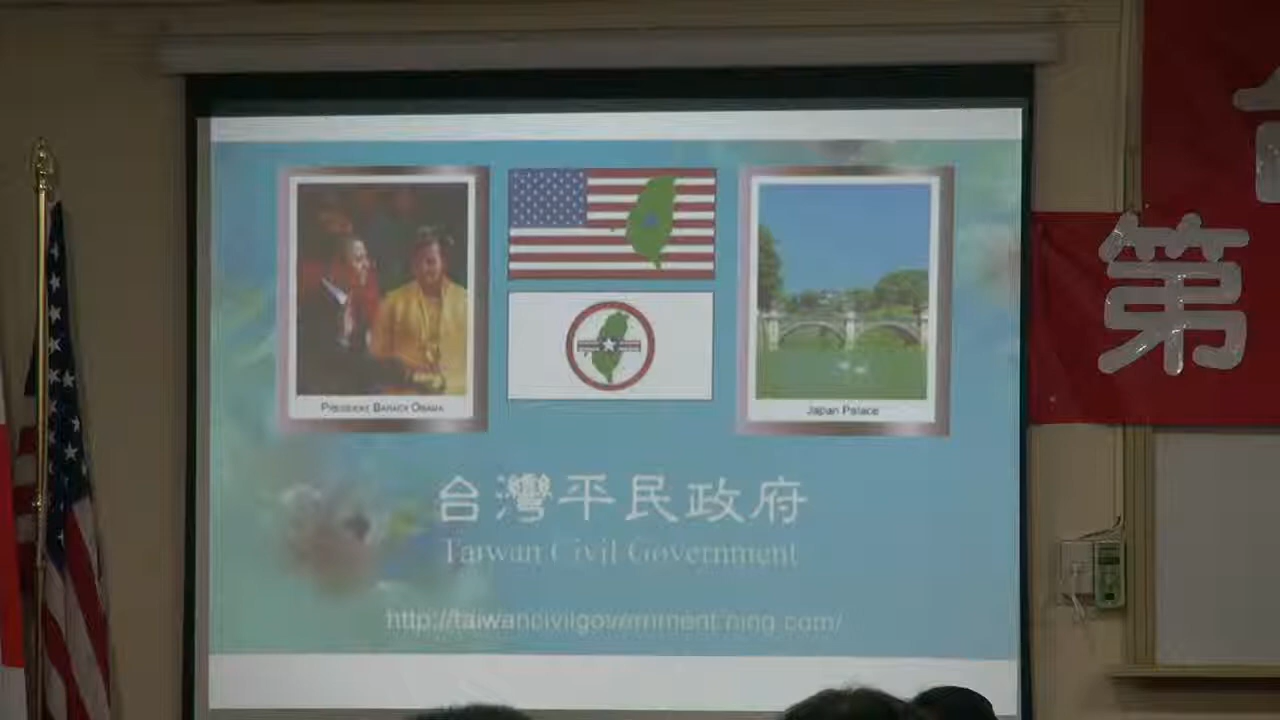 President Barack Obama
Japan Palace
台灣平民政府
Taiwan Civil Government
http://taiwancivilgovernment.ning.com/
第